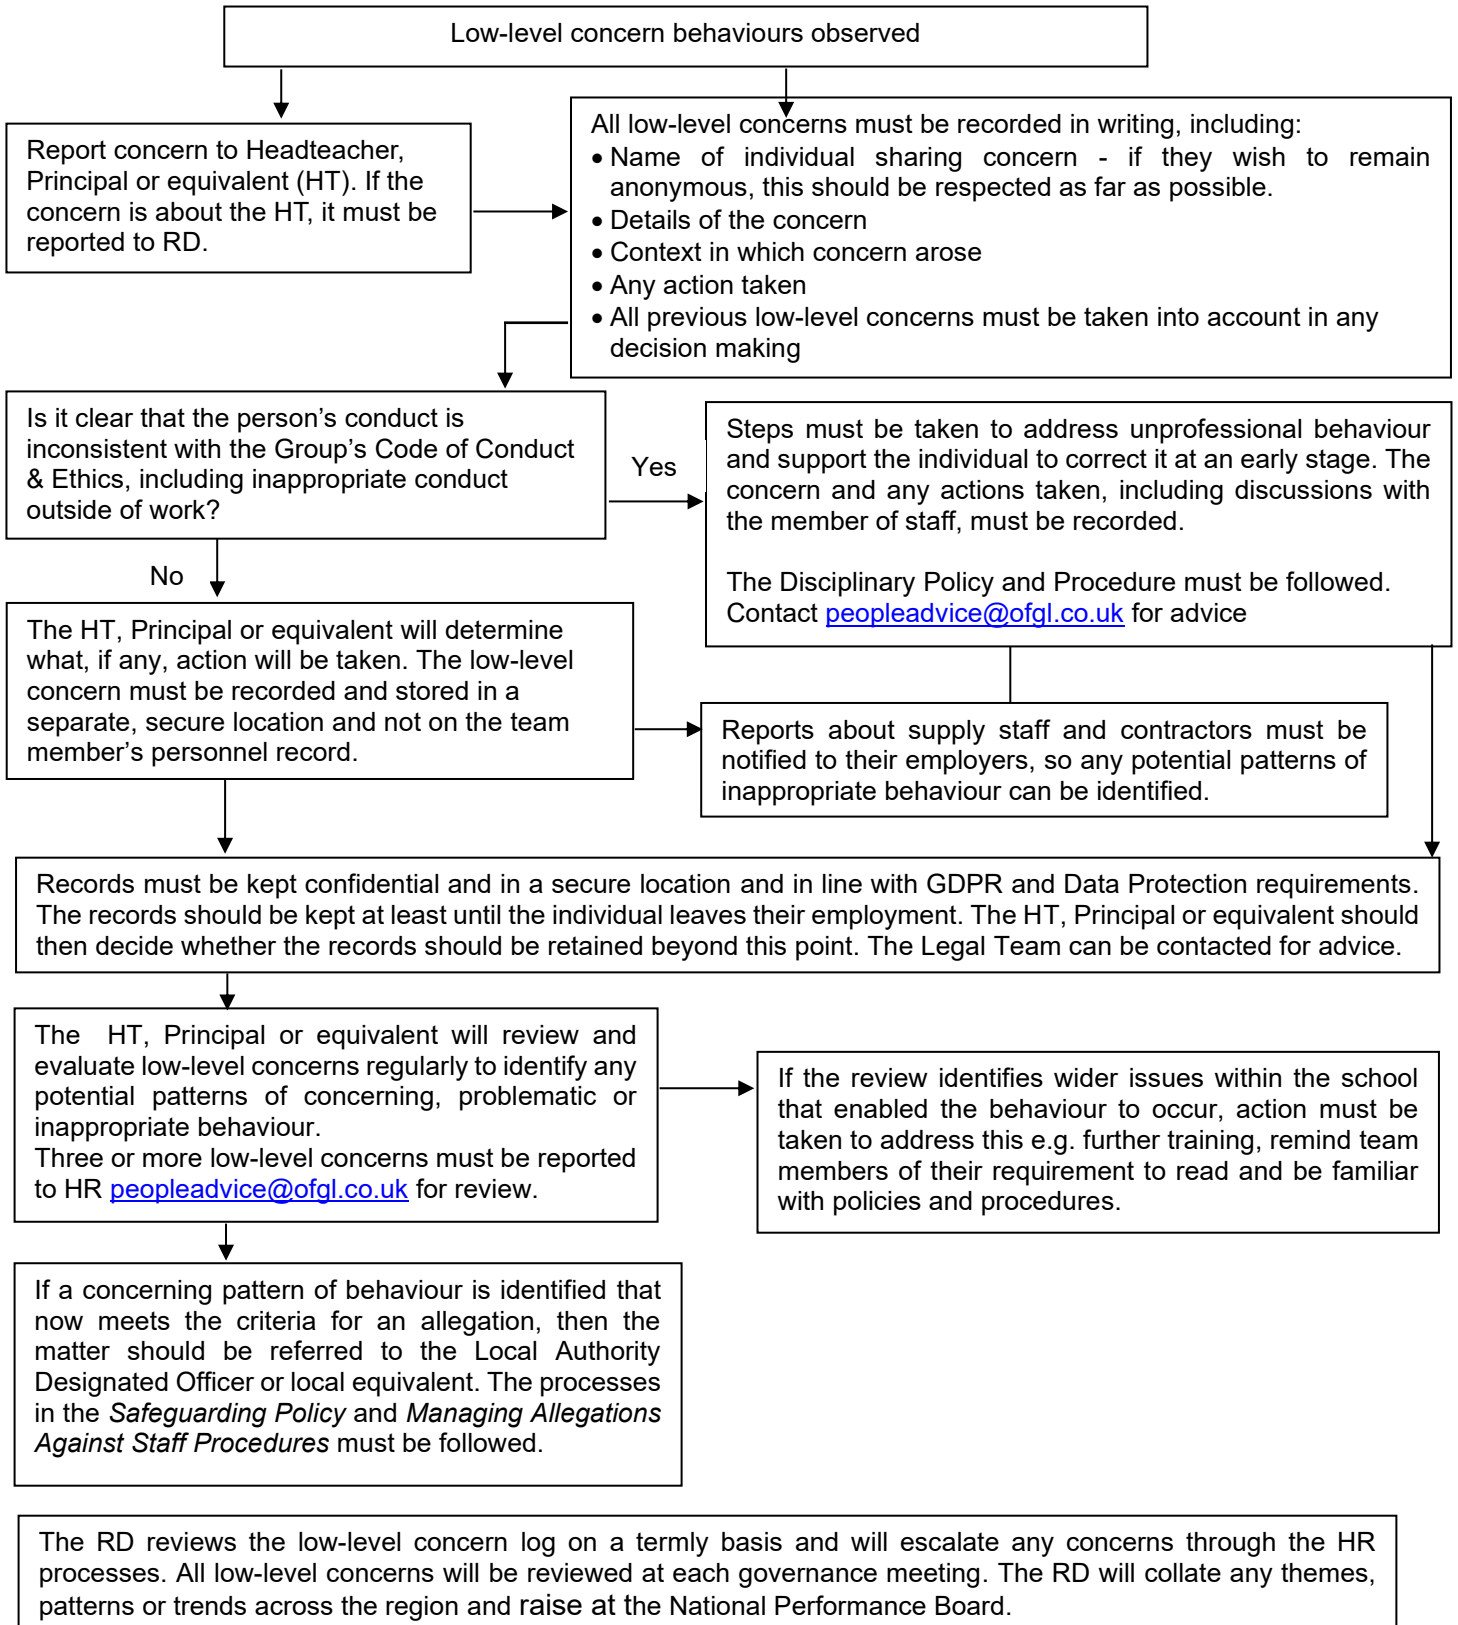 Low-level concern behaviours observed
Report concern to Headteacher,
Principal or equivalent (HT). If the
concern is about the HT, it must be
reported to RD.
All low-level concerns must be recorded in writing, including:
• Name of individual sharing concern - if they wish to remain
anonymous, this should be respected as far as possible.
• Details of the concern
• Context in which concern arose
• Any action taken
• All previous low-level concerns must be taken into account in any
decision making
Is it clear that the person’s conduct is
inconsistent with the Group’s Code of Conduct
& Ethics, including inappropriate conduct
outside of work?
Yes
Steps must be taken to address unprofessional behaviour
and support the individual to correct it at an early stage. The
concern and any actions taken, including discussions with
the member of staff, must be recorded.
The Disciplinary Policy and Procedure must be followed.
Contact peopleadvice@ofgl.co.uk for advice
No
The HT, Principal or equivalent will determine
what, if any, action will be taken. The low-level
concern must be recorded and stored in a
separate, secure location and not on the team
member’s personnel record.
Reports about supply staff and contractors must be
notified to their employers, so any potential patterns of
inappropriate behaviour can be identified.
Records must be kept confidential and in a secure location and in line with GDPR and Data Protection requirements.
The records should be kept at least until the individual leaves their employment. The HT, Principal or equivalent should
then decide whether the records should be retained beyond this point. The Legal Team can be contacted for advice.
The HT, Principal or equivalent will review and
evaluate low-level concerns regularly to identify any
potential patterns of concerning, problematic or
inappropriate behaviour.
Three or more low-level concerns must be reported
to HR peopleadvice@ofgl.co.uk for review.
If the review identifies wider issues within the school
that enabled the behaviour to occur, action must be
taken to address this e.g. further training, remind team
members of their requirement to read and be familiar
with policies and procedures.
If a concerning pattern of behaviour is identified that
now meets the criteria for an allegation, then the
matter should be referred to the Local Authority
Designated Officer or local equivalent. The processes
in the Safeguarding Policy and Managing Allegations
Against Staff Procedures must be followed.
The RD reviews the low-level concern log on a termly basis and will escalate any concerns through the HR
processes. All low-level concerns will be reviewed at each governance meeting. The RD will collate any themes,
patterns or trends across the region and raise at the National Performance Board.